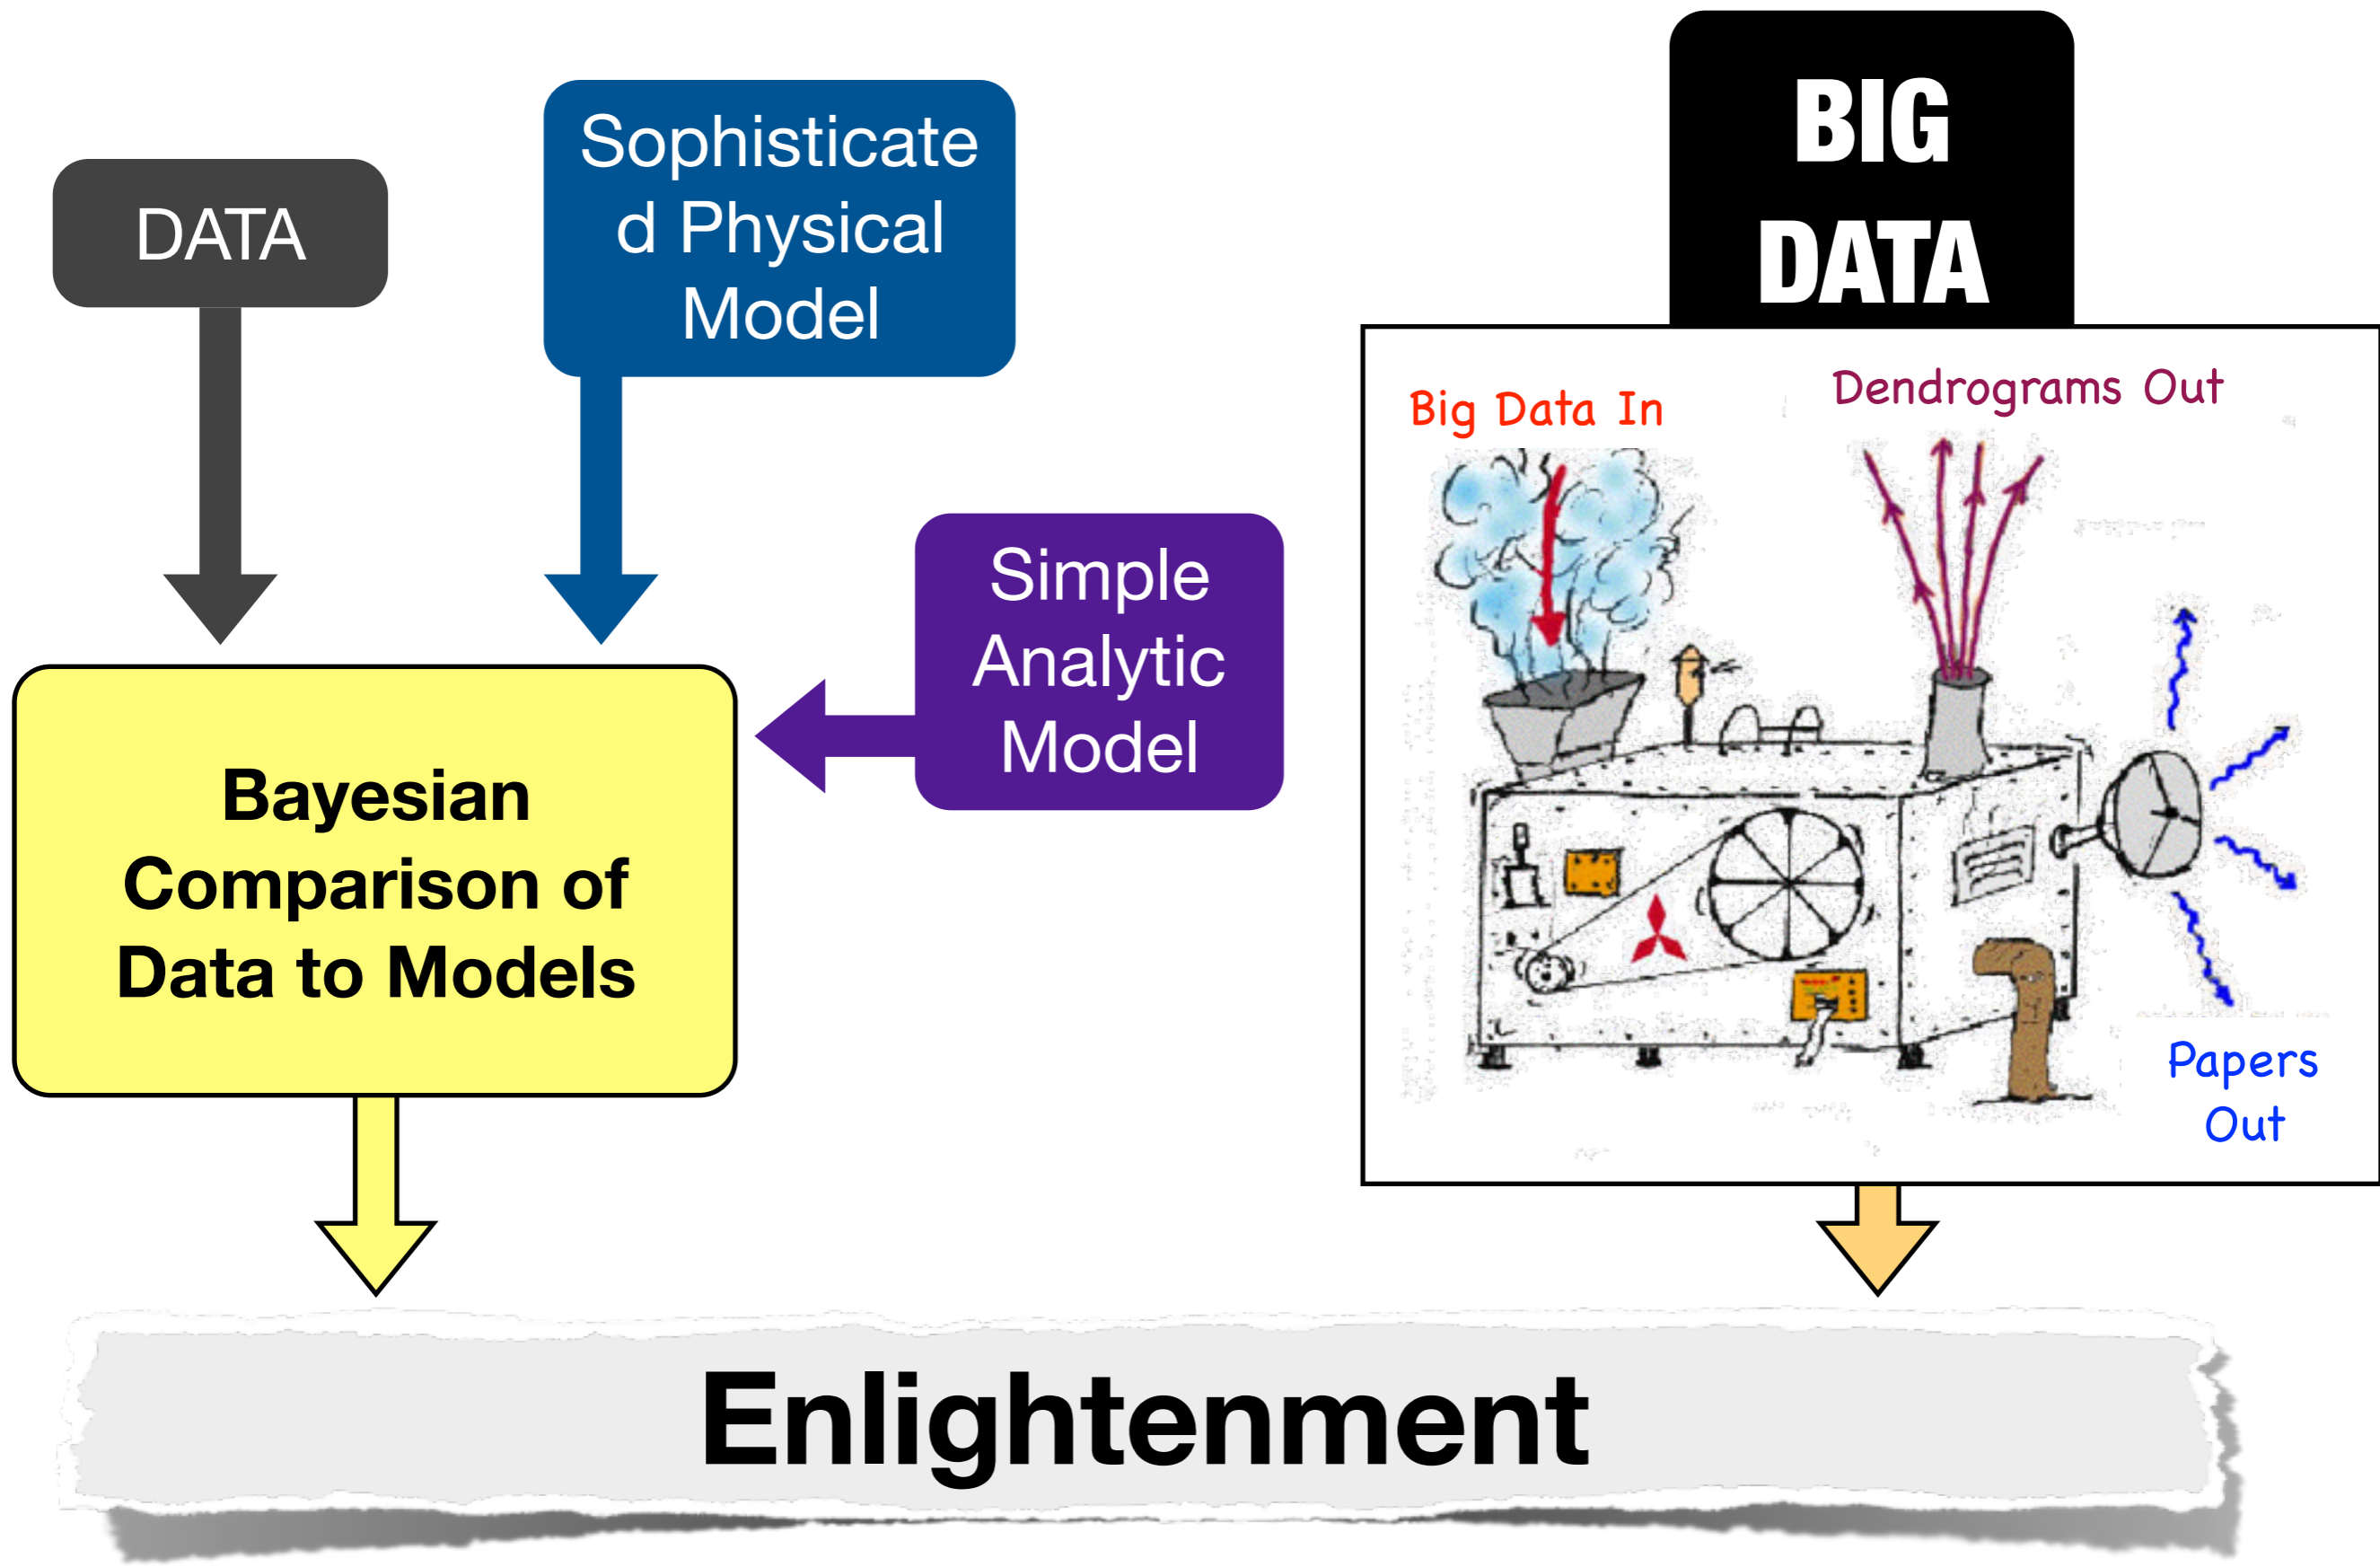 DATA
Sophisticate
d Physical
Model
Simple
Analytic
Model
Bayesian
Comparison of
Data to Models
BIG
DATA
Big Data In
Dendrograms Out
Papers
Out
Enlightenment